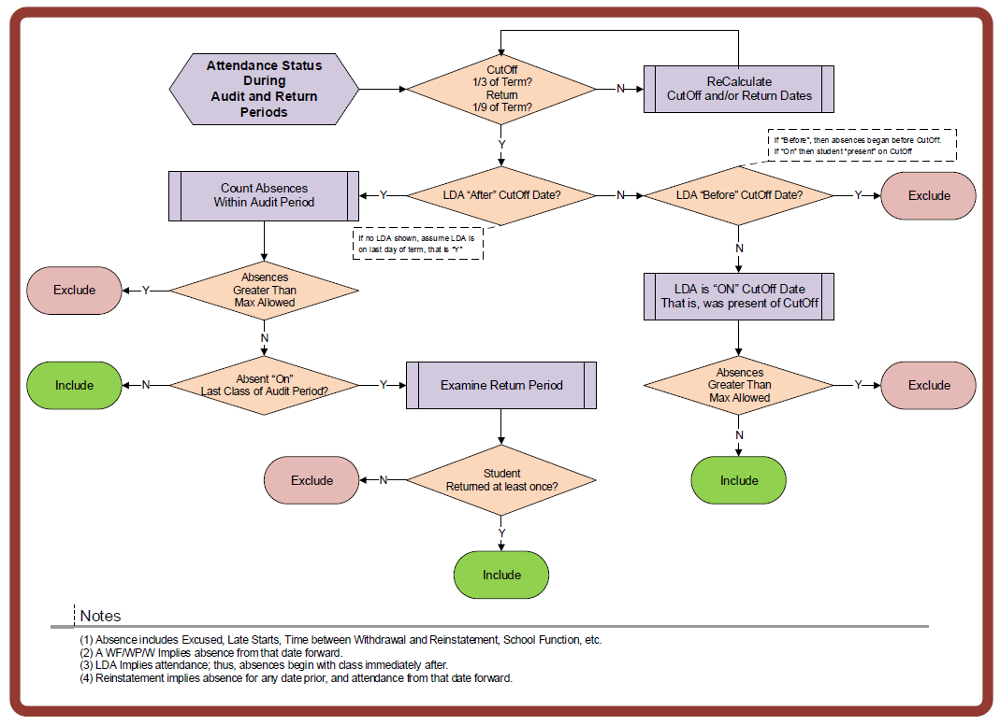 Attendance Status
During
Audit and Return
Periods
CutOff
1/3 of Term?
Return
1/9 of Term?
N
ReCalculate
CutOff and/or Return Dates
Y
If "Before", then absences began before CutOff.
If "On" then student "present" on CutOff
Count Absences
Within Audit Period
Y
LDA “After” CutOff Date?
N
LDA “Before” CutOff Date?
Y
Exclude
If no LDA shown, assume LDA is
on last day of term, that is "Y"
N
Exclude
Y
Absences
Greater Than
Max Allowed
LDA is “ON” CutOff Date
That is, was present of CutOff
N
Include
N
Absent “On”
Last Class of Audit Period?
Y
Examine Return Period
Absences
Greater Than
Max Allowed
Y
Exclude
N
Exclude
N
Student
Returned at least once?
Include
Y
Include
Notes
(1) Absence includes Excused, Late Starts, Time between Withdrawal and Reinstatement, School Function, etc.
(2) A WF/WP/W Implies absence from that date forward.
(3) LDA Implies attendance; thus, absences begin with class immediately after.
(4) Reinstatement implies absence for any date prior, and attendance from that date forward.